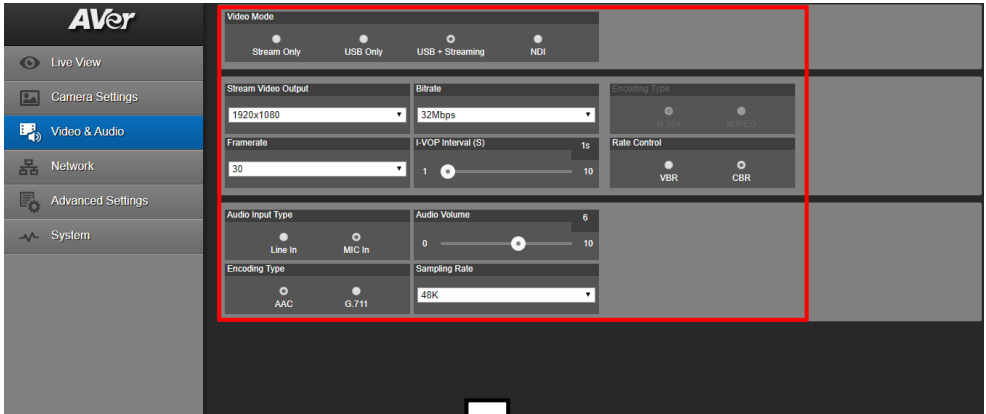 AVer
Live View
Camera Settings
Video & Audio
Network
Advanced Settings
System
Video Mode
Stream Only USB Only USB + Streaming NDI
Stream Video Output Bitrate Encoding Type
1920x1080 32Mbps H.264 MJPEG
Framerate I-VOP Interval (S) 1s Rate Control
30 1 10 VBR CBR
Audio Input Type Audio Volume 6
Line In MIC In 0 10
Encoding Type Sampling Rate
AAC G.711 48K